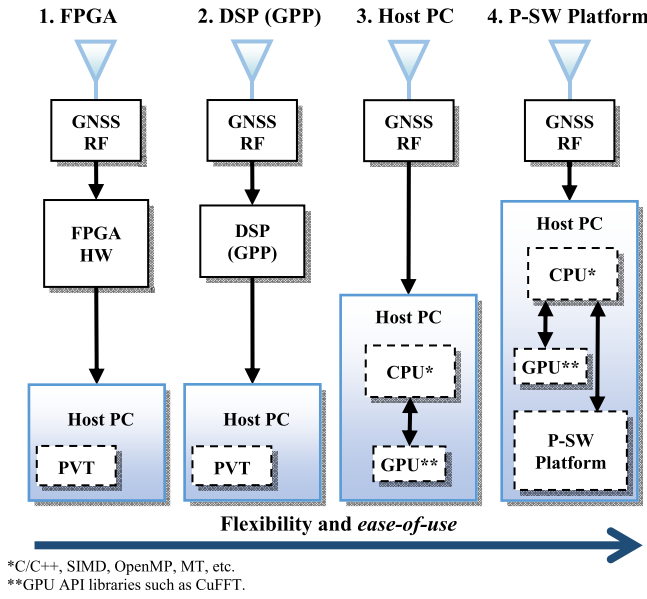 1. FPGA
2. DSP (GPP)
3. Host PC
4. P-SW Platform
GNSS
RF
GNSS
RF
GNSS
RF
GNSS
RF
FPGA
HW
DSP
(GPP)
Host PC
CPU*
GPU**
P-SW
Platform
Host PC
CPU*
GPU**
Host PC
PVT
Host PC
PVT
Flexibility and ease-of-use
*C/C++, SIMD, OpenMP, MT, etc.
**GPU API libraries such as CuFFT.